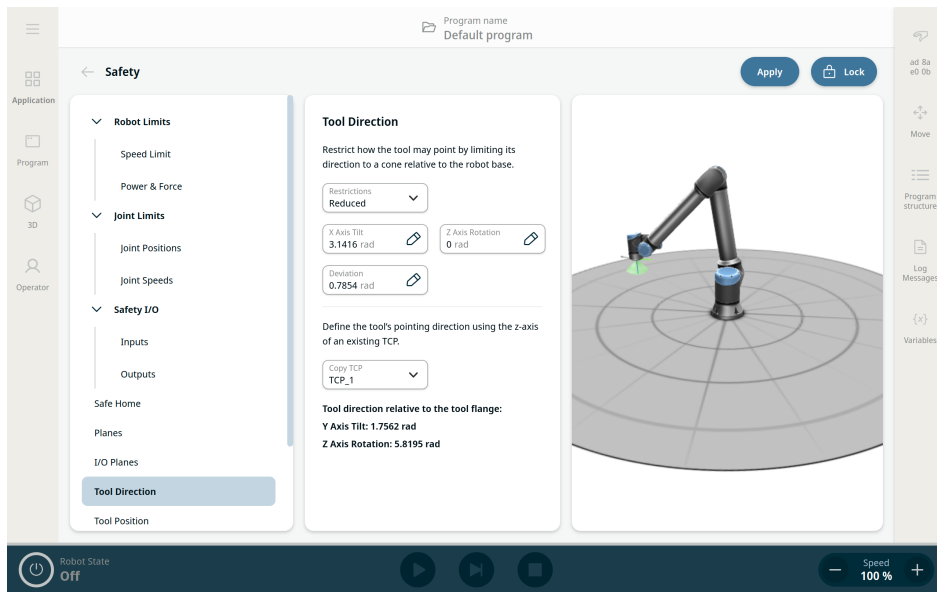 Program name
Default program
Safety
Apply
Lock
Application
Program
3D
Operator
Robot Limits
Speed Limit
Power & Force
Joint Limits
Joint Positions
Joint Speeds
Safety I/O
Inputs
Outputs
Safe Home
Planes
I/O Planes
Tool Direction
Tool Position
Tool Direction
Restrict how the tool may point by limiting its
direction to a cone relative to the robot base.
Restrictions
Reduced
X Axis Tilt
3.1416 rad
Z Axis Rotation
0 rad
Deviation
0.7854 rad
Define the tool's pointing direction using the z-axis
of an existing TCP.
Copy TCP
TCP_1
Tool direction relative to the tool flange:
Y Axis Tilt: 1.7562 rad
Z Axis Rotation: 5.8195 rad
ad 8a
e0 0b
Move
Program
structure
Log
Messages
{x}
Variables
Robot State
Off
Speed
100 %